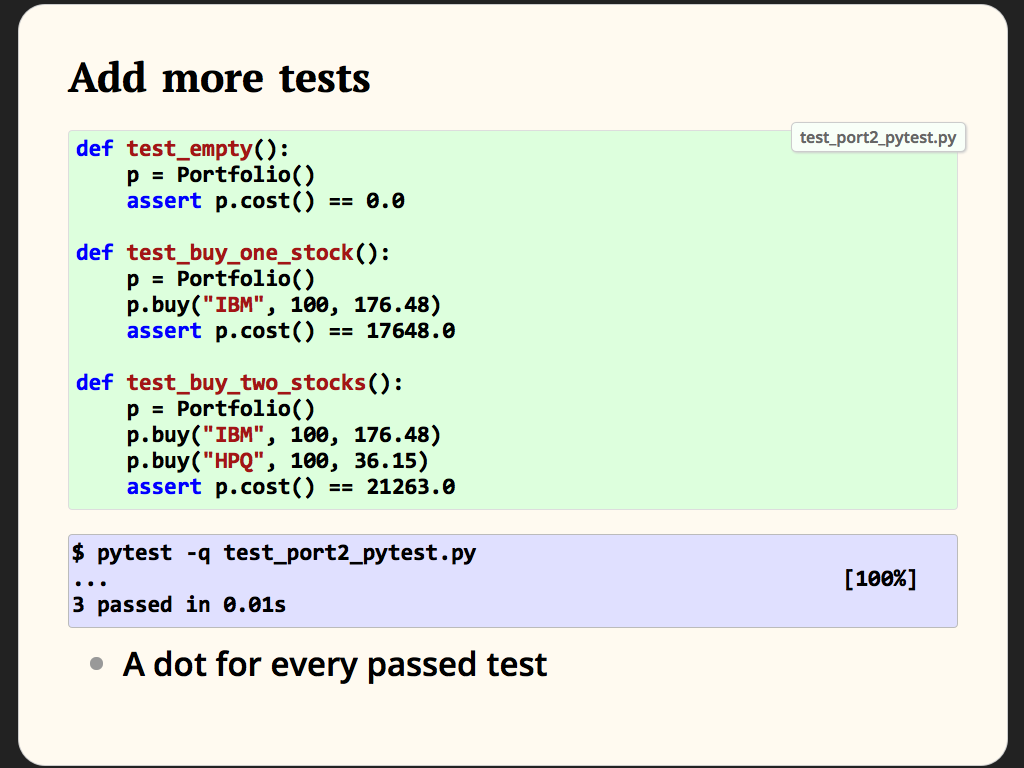 Add more tests
test_port2_pytest.py
def test_empty():
    p = Portfolio()
    assert p.cost() == 0.0

def test_buy_one_stock():
    p = Portfolio()
    p.buy("IBM", 100, 176.48)
    assert p.cost() == 17648.0

def test_buy_two_stocks():
    p = Portfolio()
    p.buy("IBM", 100, 176.48)
    p.buy("HPQ", 100, 36.15)
    assert p.cost() == 21263.0

$ pytest -q test_port2_pytest.py
... [100%]
3 passed in 0.01s
• A dot for every passed test